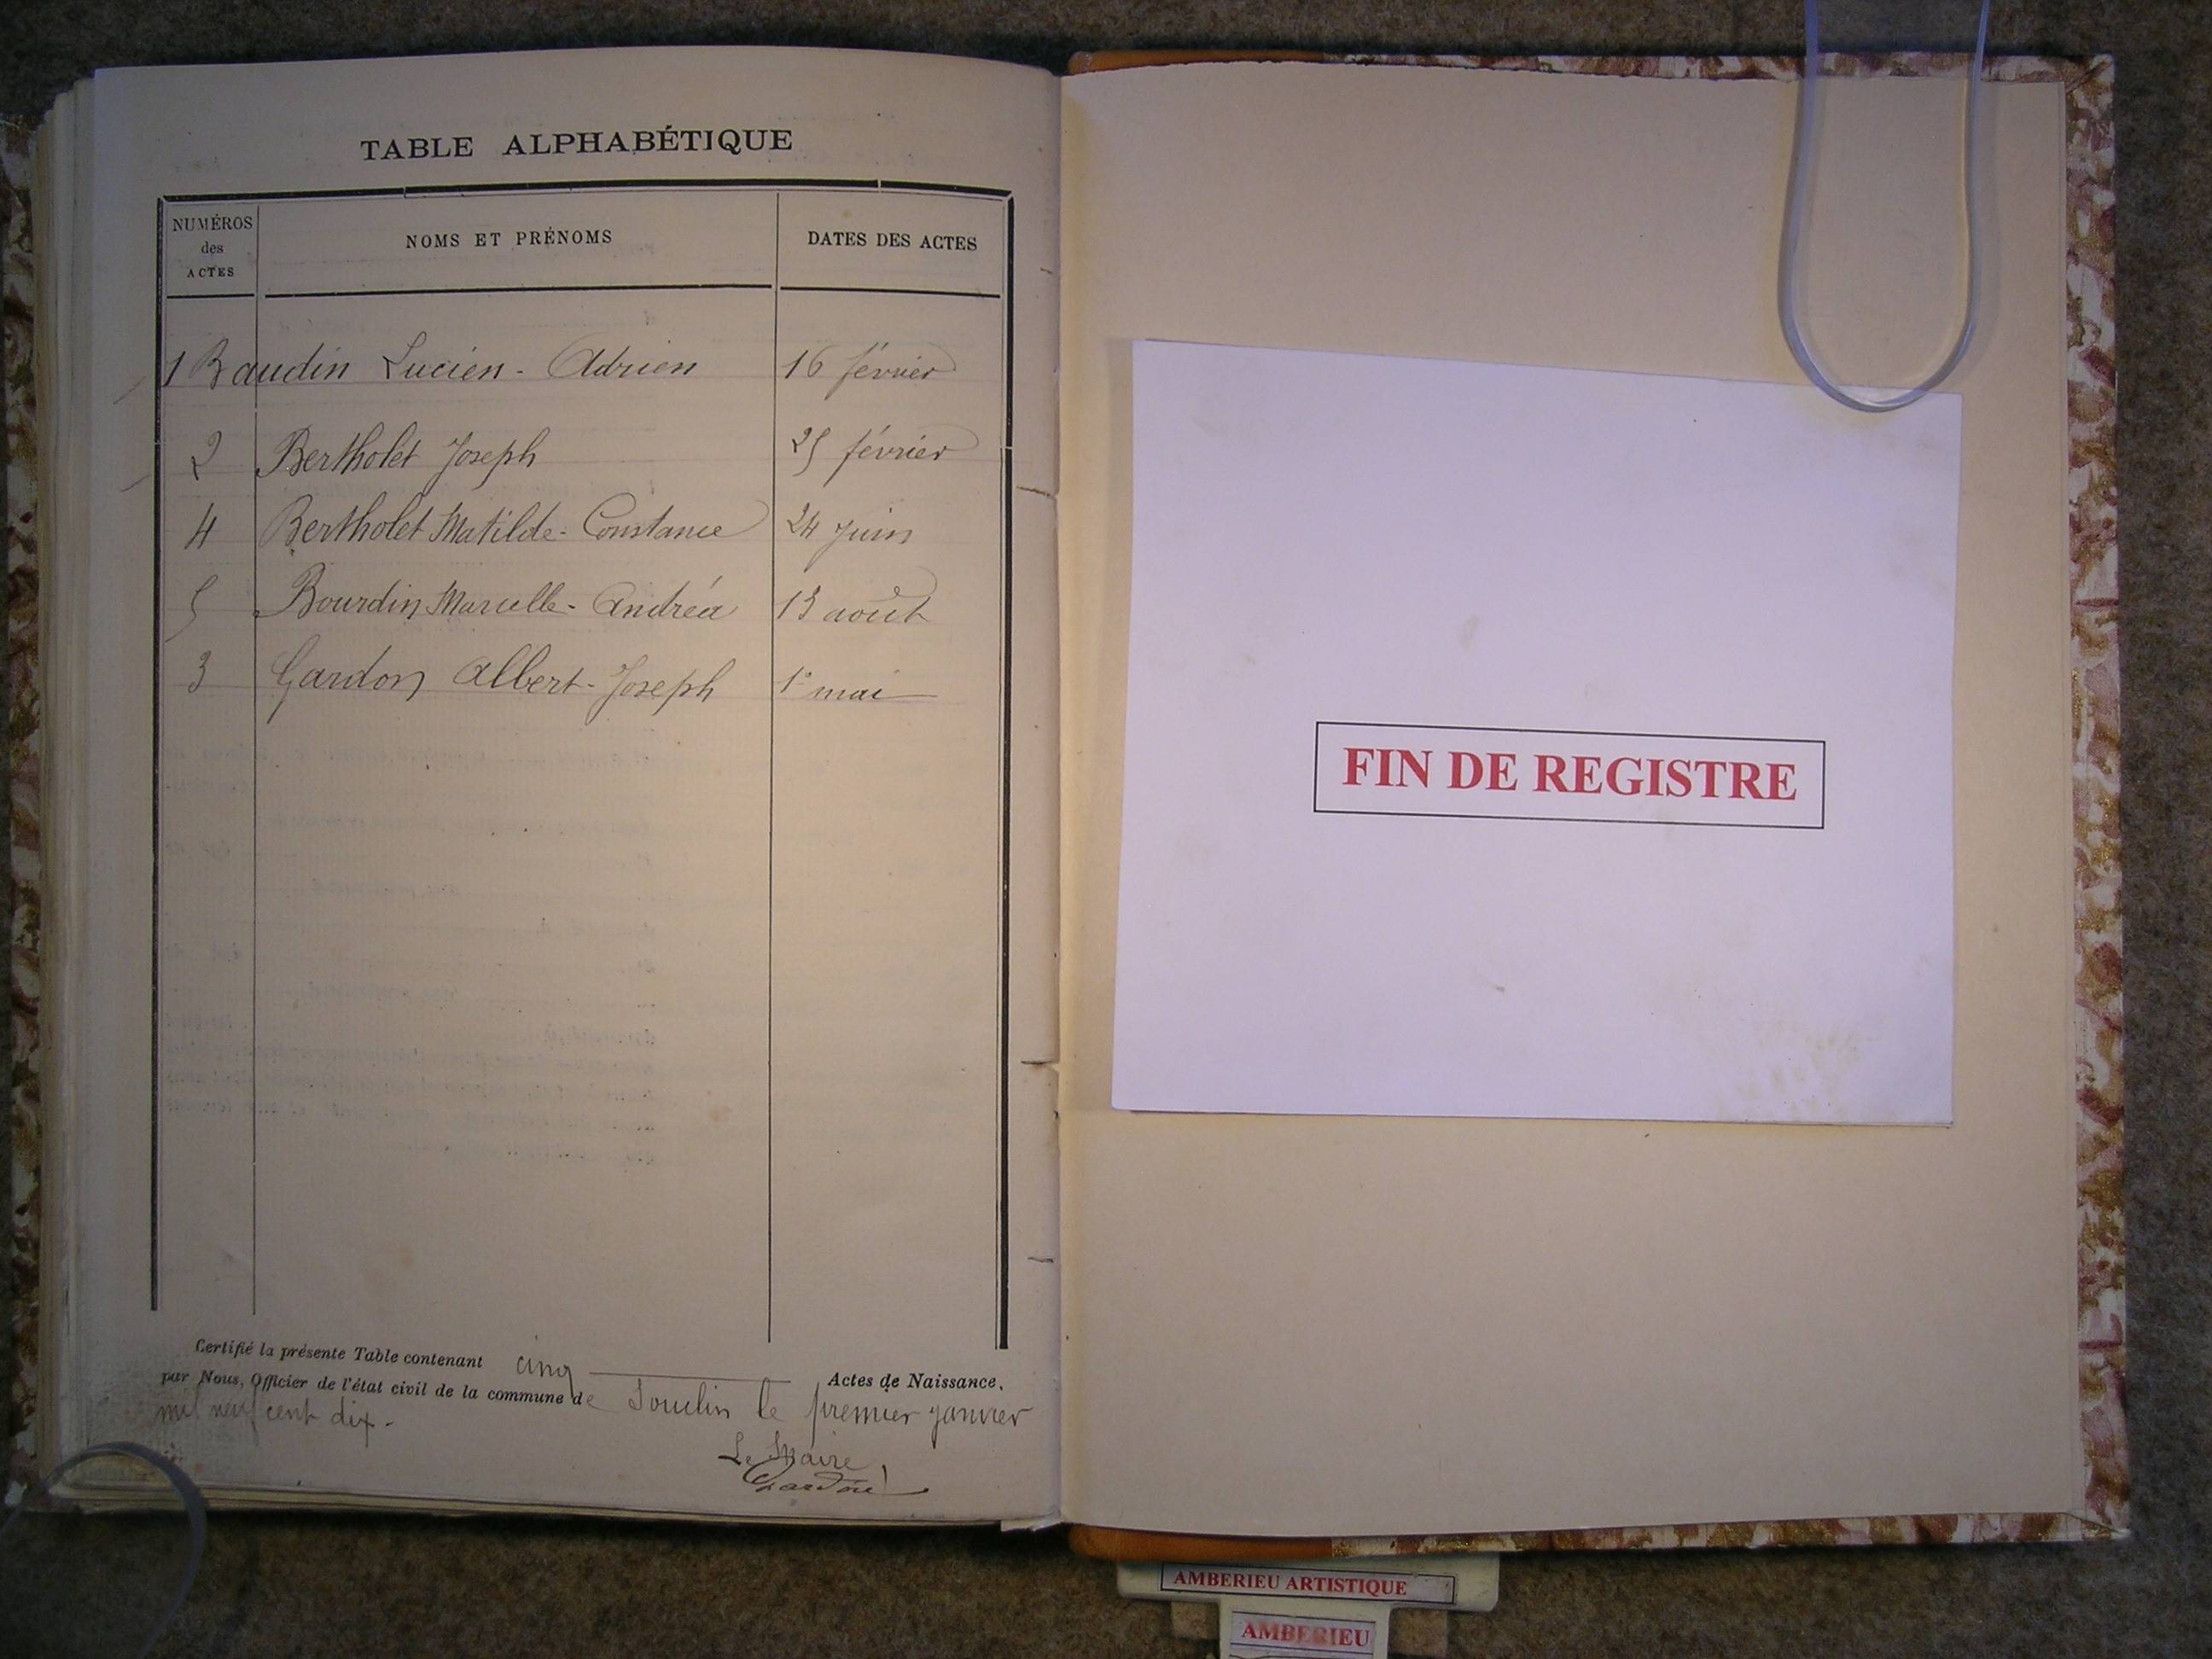 TABLE ALPHABÉTIQUE
NUMÉROS des ACTES
NOMS ET PRÉNOMS
DATES DES ACTES
1 Baudin Lucien - Adrien 16 février
2 Bertholet Joseph 25 février
4 Bertholet Matilde - Constance 24 juin
5 Bourdin Marcelle - Andréa 13 août
3 Gardon Albert - Joseph 1er mai
Certifié la présente Table contenant cinq Actes de Naissance,
par Nous, Officier de l'état civil de la commune de Souclin le premier janvier
mil neuf cent dix.
Le Maire
FIN DE REGISTRE
AMBERIEU ARTISTIQUE
AMBERIEU